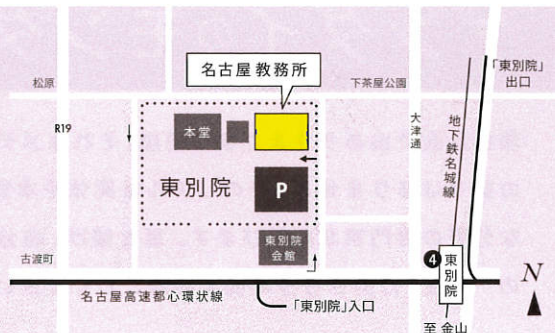 名古屋教務所
「東別院」
出口
松原
下茶屋公園
R19
本堂
大津通
地下鉄名城線
東別院
P
東別院
会館
古渡町
4
東別院
名古屋高速都心環状線
「東別院」入口
至 金山
N